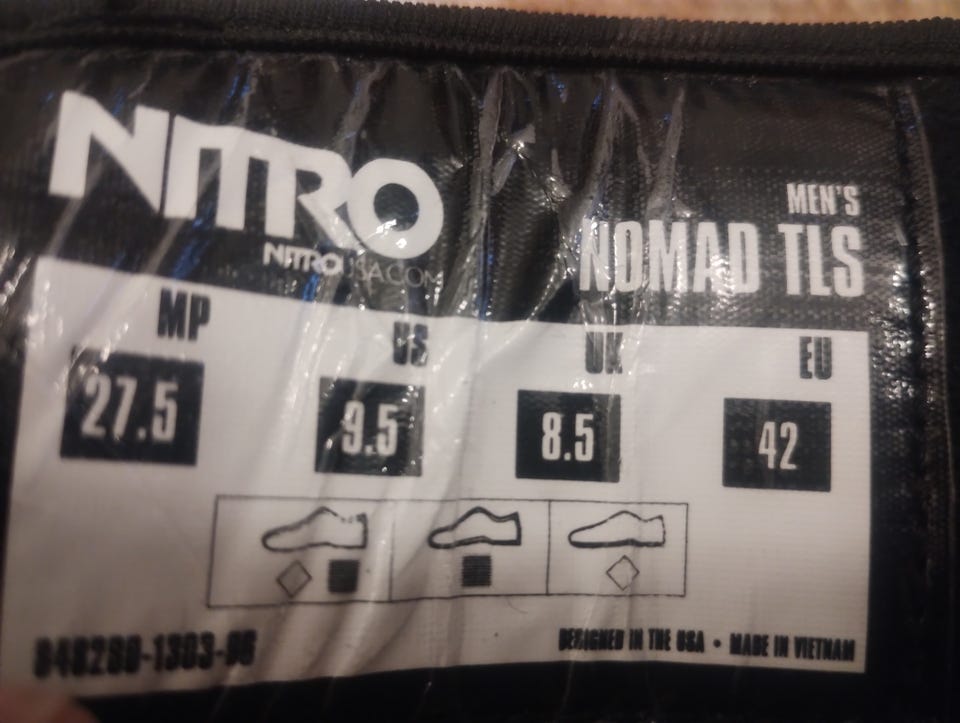 NITRO
NITROUSA.COM
MEN'S
NOMAD TLS
MP US UK EU
27.5 9.5 8.5 42
DESIGNED IN THE USA • MADE IN VIETNAM